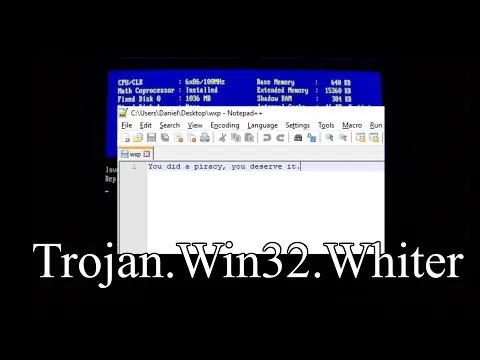 CPU/CLK : 6x86/100MHz Base Memory : 640 KB
Math Coprocessor : Installed Extended Memory : 15360 KB
Fixed Disk 0 : 1036 MB Shadow RAM : 384 KB
C:\Users\Daniel\Desktop\wxp - Notepad++
File Edit Search View Encoding Language Settings Tools Macro Run
wxp
1 You did a piracy, you deserve it.
Trojan.Win32.Whiter